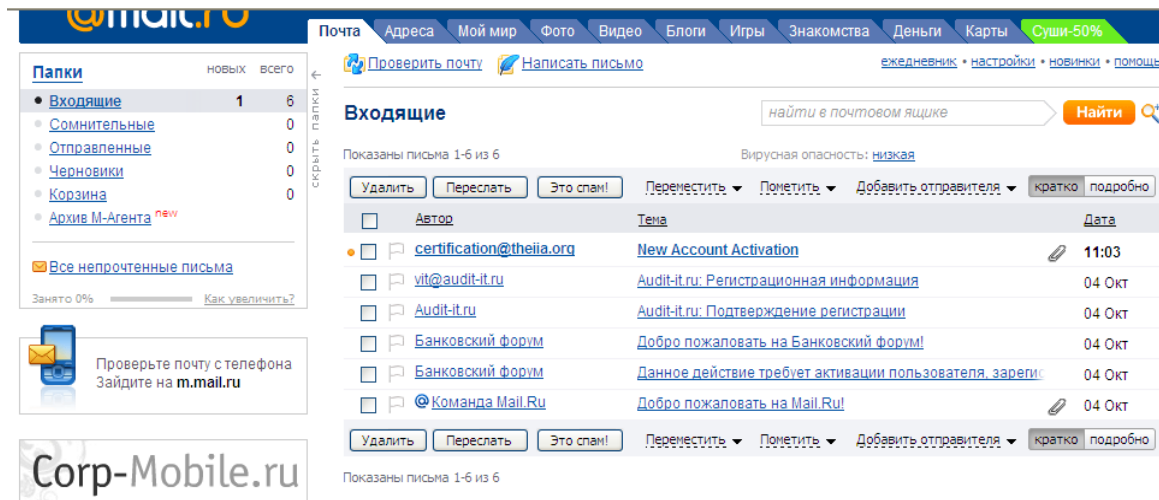 @mail.ru
Почта Адреса Мой мир Фото Видео Блоги Игры Знакомства Деньги Карты Суши-50%
Папки новых всего
Входящие 1 6
Сомнительные 0
Отправленные 0
Черновики 0
Корзина 0
Архив М-Агента new
Все непрочтенные письма
Занято 0% Как увеличить?
Проверьте почту с телефона
Зайдите на m.mail.ru
Corp-Mobile.ru
скрыть папки
Проверить почту Написать письмо ежедневник • настройки • новинки • помощь
Входящие найти в почтовом ящике Найти
Показаны письма 1-6 из 6 Вирусная опасность: низкая
Удалить Переслать Это спам! Переместить Пометить Добавить отправителя кратко подробно
Автор Тема Дата
certification@theiia.org New Account Activation 11:03
vit@audit-it.ru Audit-it.ru: Регистрационная информация 04 Окт
Audit-it.ru Audit-it.ru: Подтверждение регистрации 04 Окт
Банковский форум Добро пожаловать на Банковский форум! 04 Окт
Банковский форум Данное действие требует активации пользователя, зарегис 04 Окт
@ Команда Mail.Ru Добро пожаловать на Mail.Ru! 04 Окт
Удалить Переслать Это спам! Переместить Пометить Добавить отправителя кратко подробно
Показаны письма 1-6 из 6